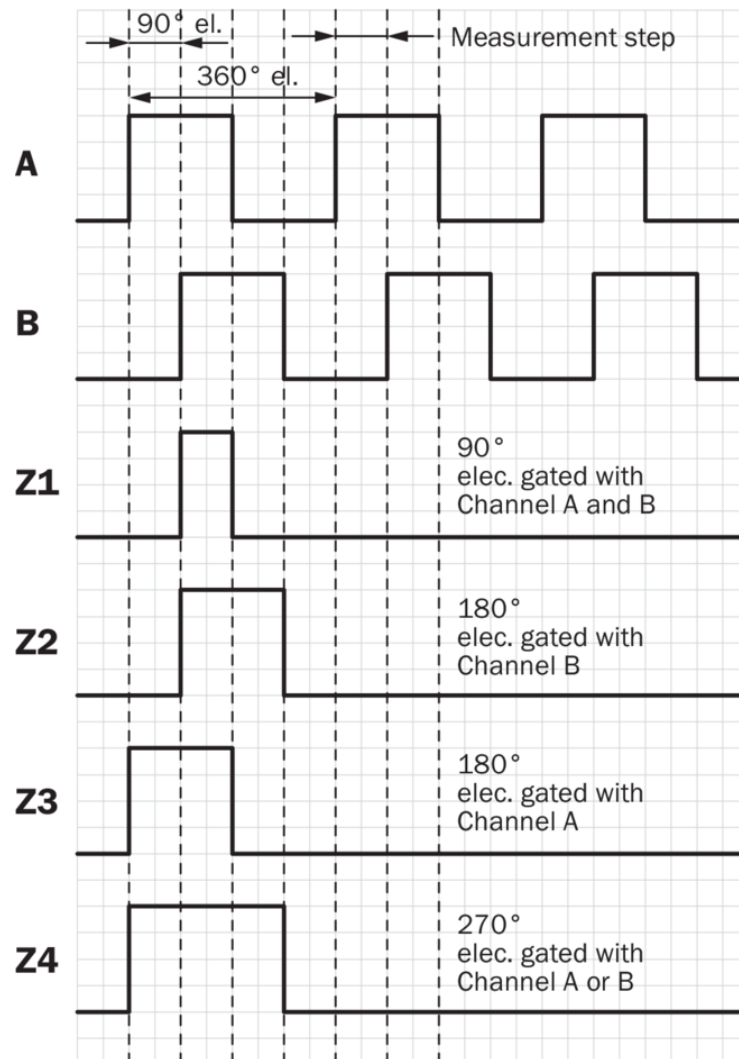 90° el.
Measurement step
360° el.
A
B
Z1
90°
elec. gated with
Channel A and B
Z2
180°
elec. gated with
Channel B
Z3
180°
elec. gated with
Channel A
Z4
270°
elec. gated with
Channel A or B